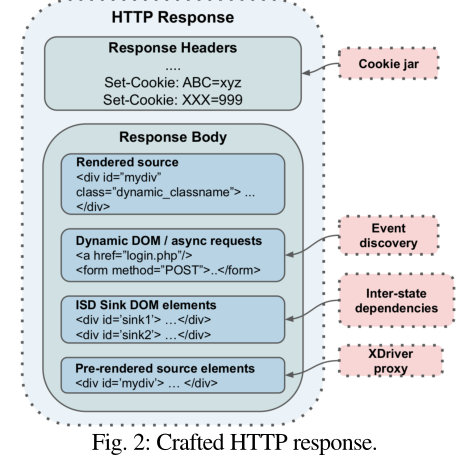 HTTP Response
Response Headers
....
Set-Cookie: ABC=xyz
Set-Cookie: XXX=999
Cookie jar
Response Body
Rendered source
<div id=”mydiv”
class=”dynamic_classname”> ...
</div>
Dynamic DOM / async requests
<a href=”login.php”/>
<form method=”POST”>..</form>
Event
discovery
ISD Sink DOM elements
<div id=’sink1’> …</div>
<div id=’sink2’> …</div>
Inter-state
dependencies
Pre-rendered source elements
<div id=’mydiv’> … </div>
XDriver
proxy
Fig. 2: Crafted HTTP response.